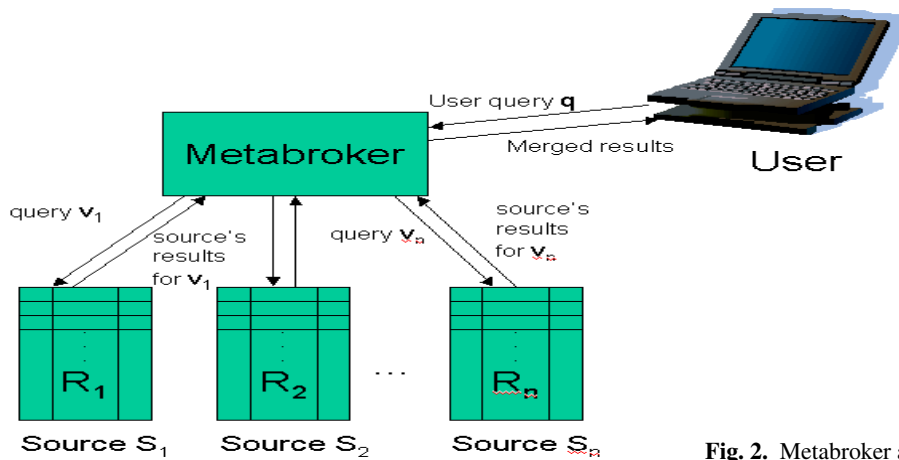 User query q
Metabroker
Merged results
User
query v₁
source's
results
for v₁
query vₙ
source's
results
for vₙ
R₁
R₂
...
Rₙ
Source S₁
Source S₂
Source Sₙ
Fig. 2. Metabroker a